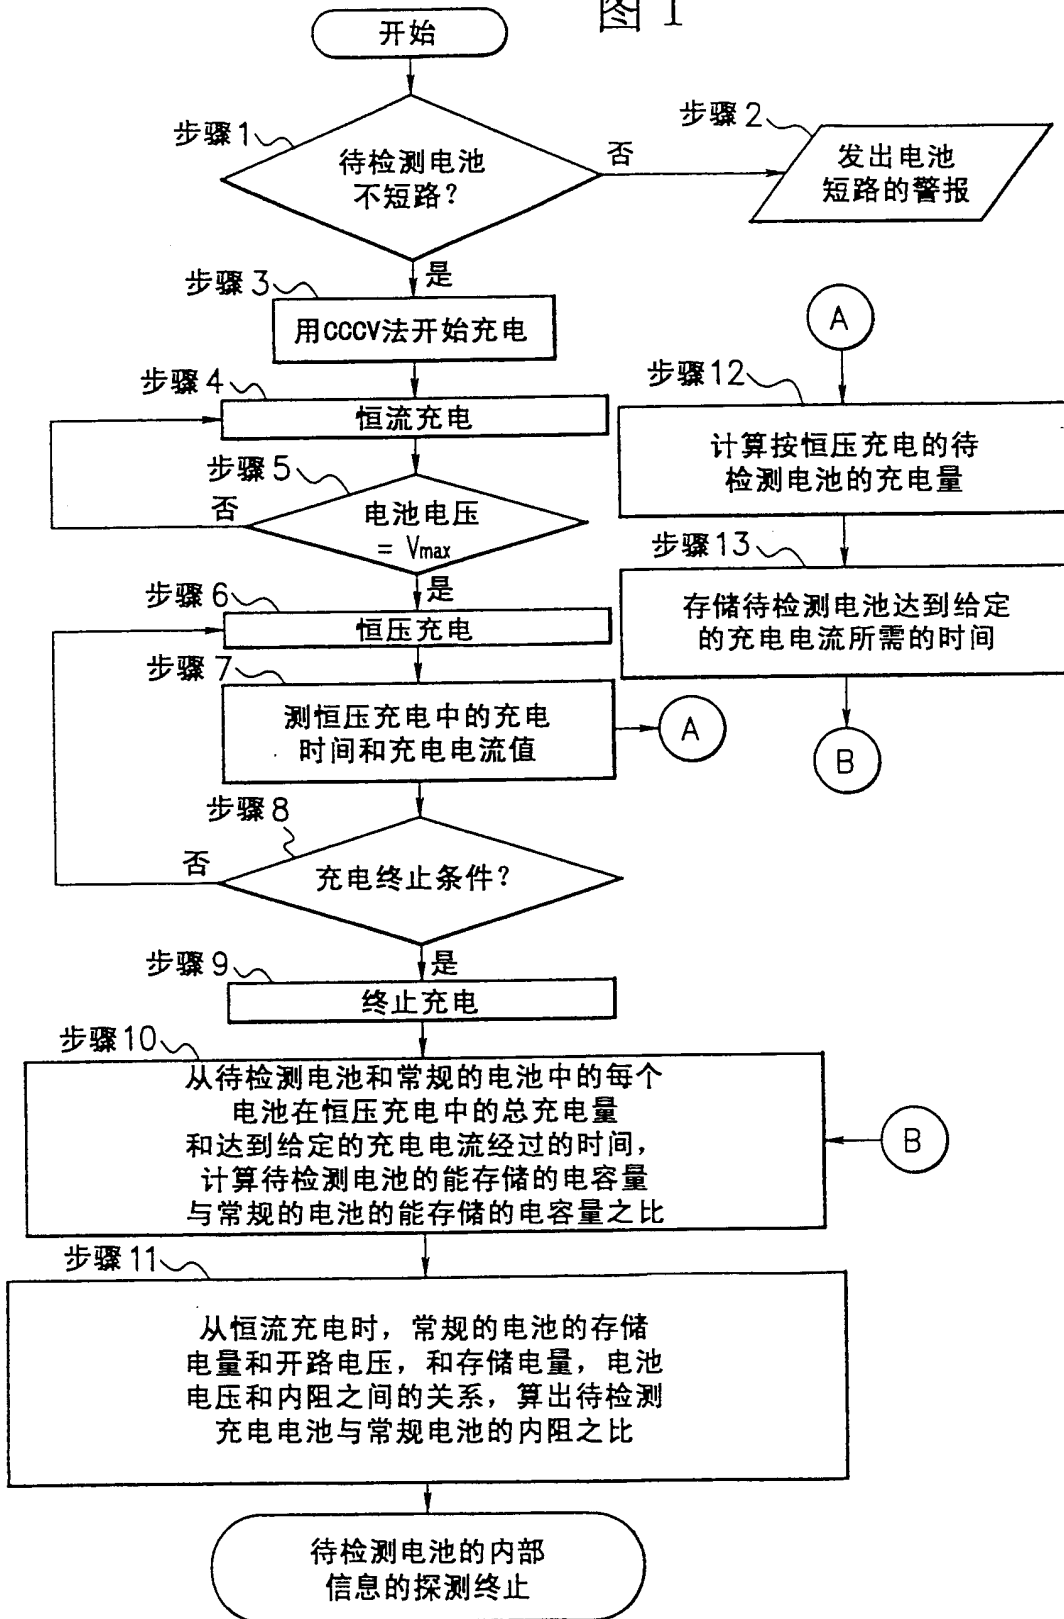 图 1
开始
步骤1
待检测电池
不短路？
否
步骤2
发出电池
短路的警报
是
步骤3
用CCCV法开始充电
步骤4
恒流充电
步骤5
否
电池电压
= Vmax
是
步骤6
恒压充电
步骤7
测恒压充电中的充电
时间和充电电流值
A
步骤8
否
充电终止条件？
是
步骤9
终止充电
步骤10
从待检测电池和常规的电池中的每个
电池在恒压充电中的总充电量
和达到给定的充电电流经过的时间，
计算待检测电池的能存储的电容量
与常规的电池的能存储的电容量之比
B
步骤11
从恒流充电时，常规的电池的存储
电量和开路电压，和存储电量，电池
电压和内阻之间的关系，算出待检测
充电电池与常规电池的内阻之比
待检测电池的内部
信息的探测终止
A
步骤12
计算按恒压充电的待
检测电池的充电量
步骤13
存储待检测电池达到给定
的充电电流所需的时间
B